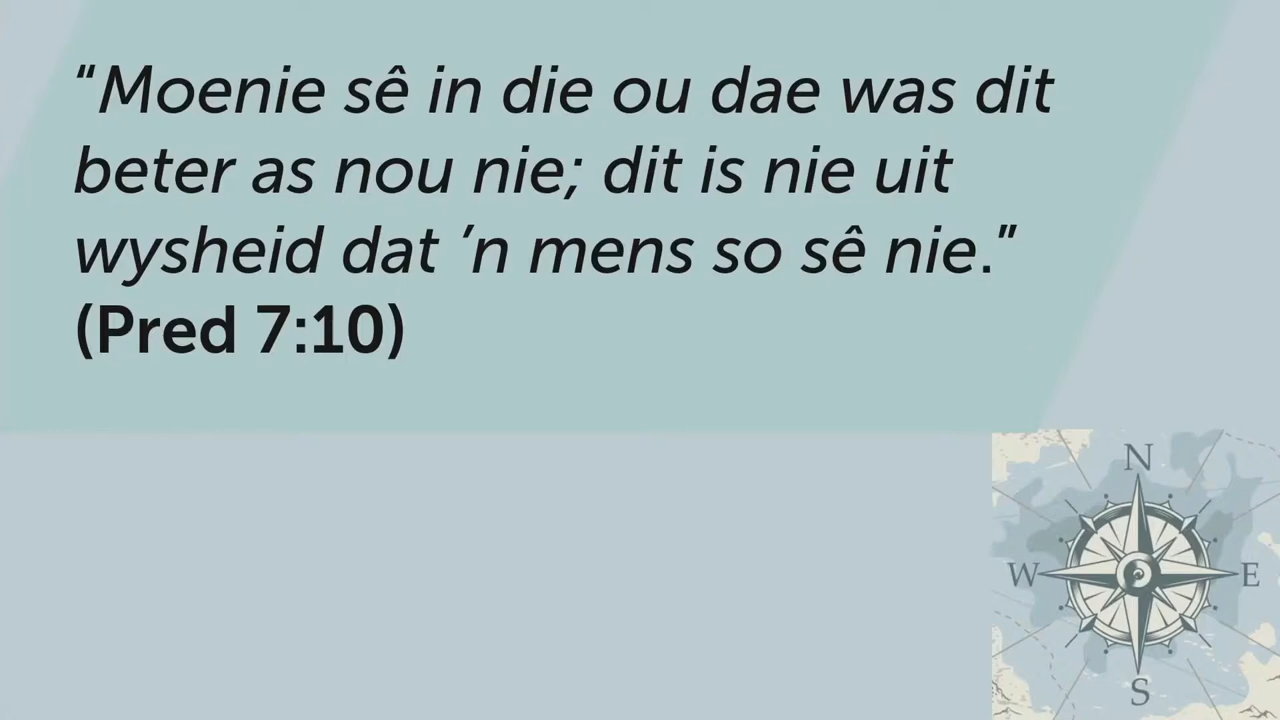 “Moenie sê in die ou dae was dit
beter as nou nie; dit is nie uit
wysheid dat ’n mens so sê nie.”
(Pred 7:10)
N
W E
S